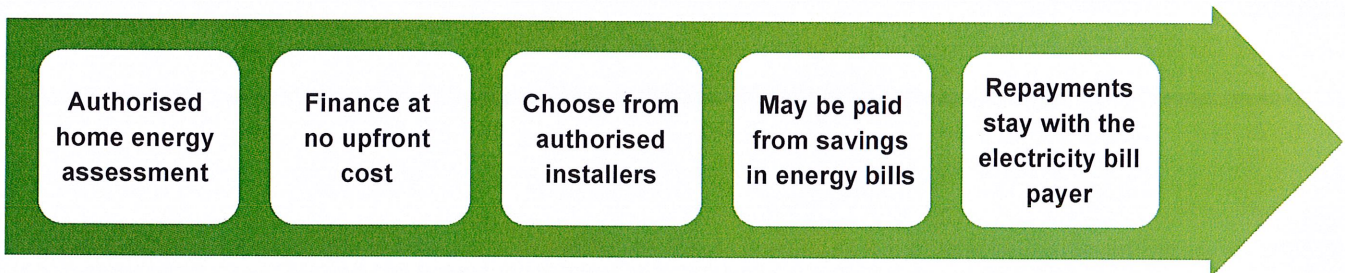 Authorised
home energy
assessment
Finance at
no upfront
cost
Choose from
authorised
installers
May be paid
from savings
in energy bills
Repayments
stay with the
electricity bill
payer